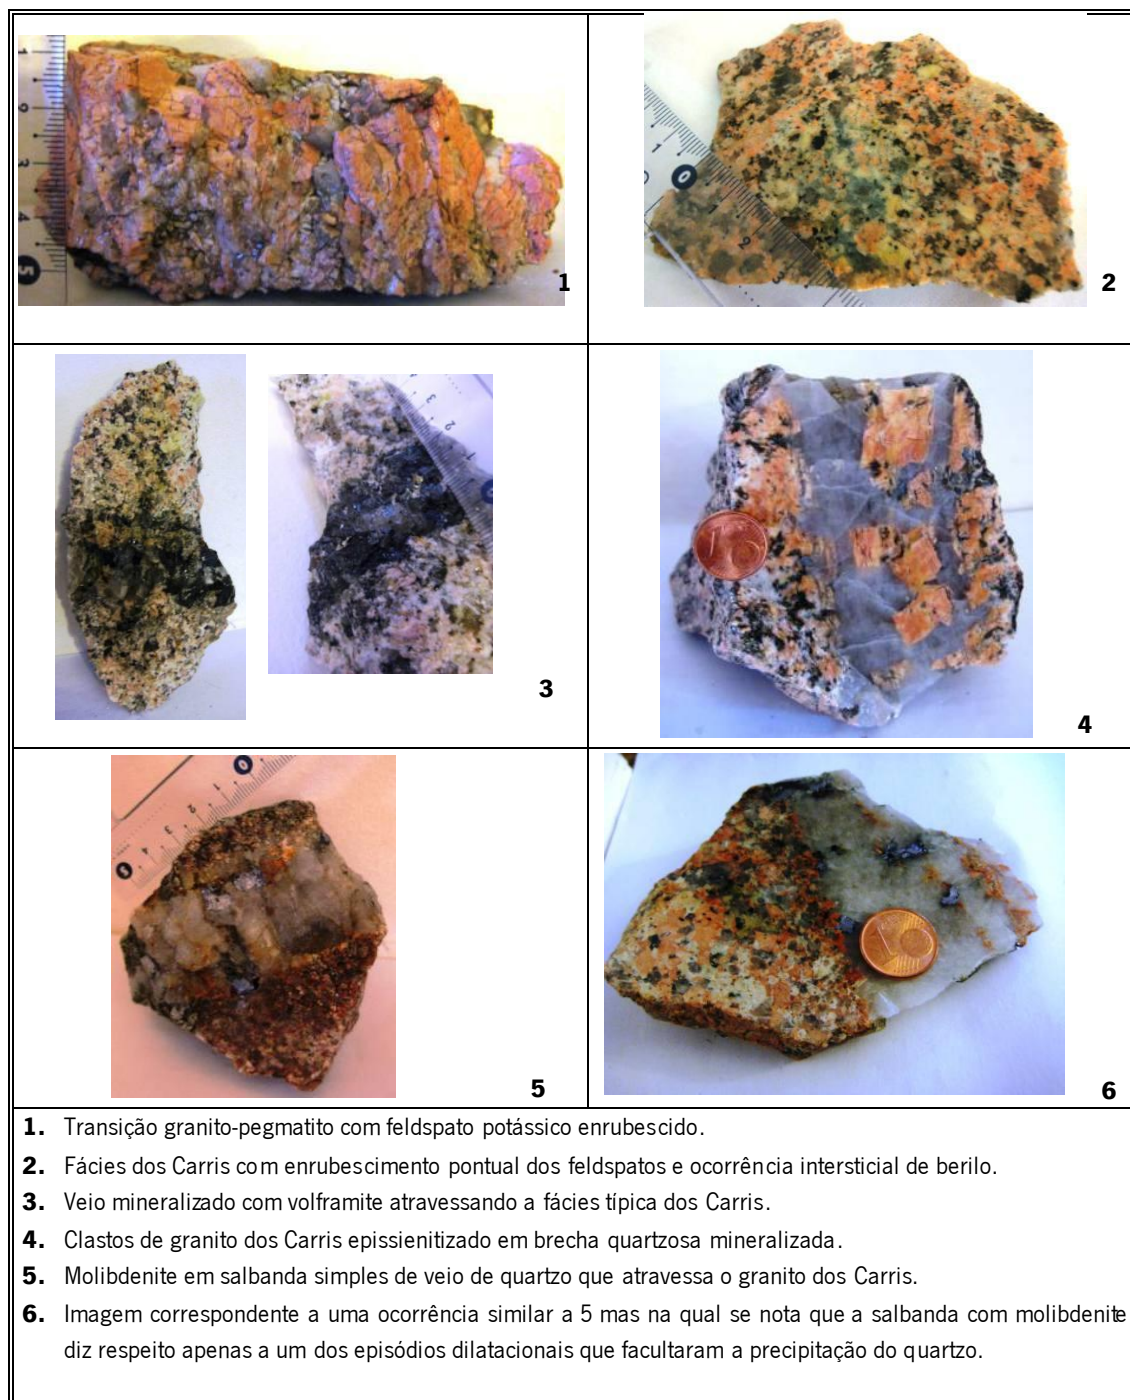 1
2
3
4
5
6
1. Transição granito-pegmatito com feldspato potássico enrubescido.
2. Fácies dos Carris com enrubescimento pontual dos feldspatos e ocorrência intersticial de berilo.
3. Veio mineralizado com volframite atravessando a fácies típica dos Carris.
4. Clastos de granito dos Carris epissienitizado em brecha quartzosa mineralizada.
5. Molibdenite em salbanda simples de veio de quartzo que atravessa o granito dos Carris.
6. Imagem correspondente a uma ocorrência similar a 5 mas na qual se nota que a salbanda com molibdenite
diz respeito apenas a um dos episódios dilatacionais que facultaram a precipitação do quartzo.